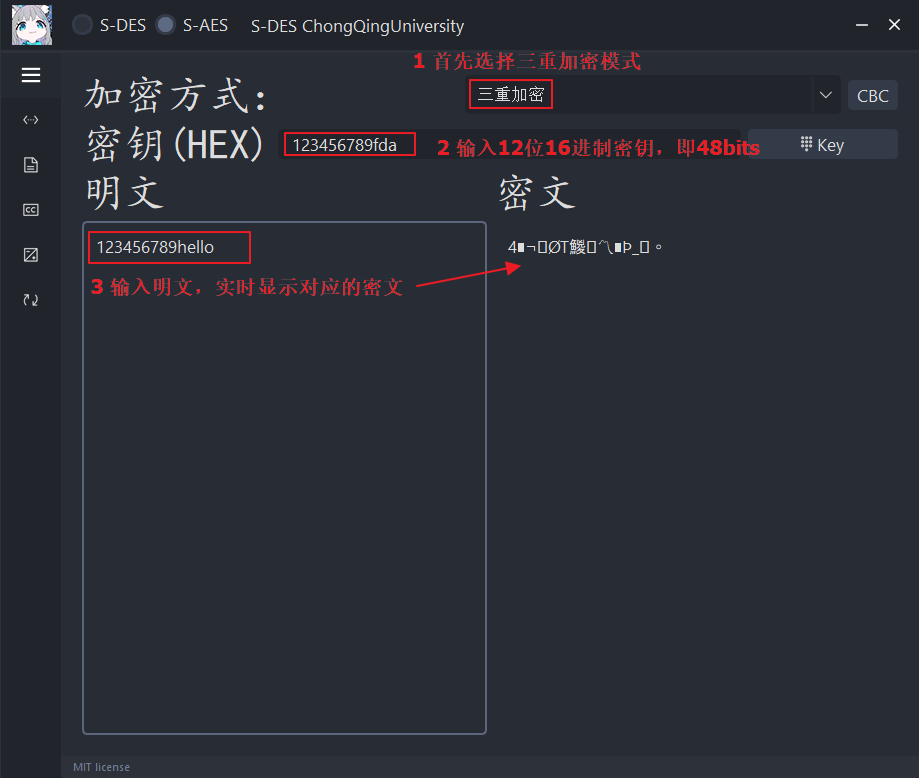 S-DES S-AES S-DES ChongQingUniversity
1 首先选择三重加密模式
加密方式: 三重加密 CBC
密钥(HEX) 123456789fda 2 输入12位16进制密钥，即48bits Key
明文 密文
123456789hello
3 输入明文，实时显示对应的密文
MIT license